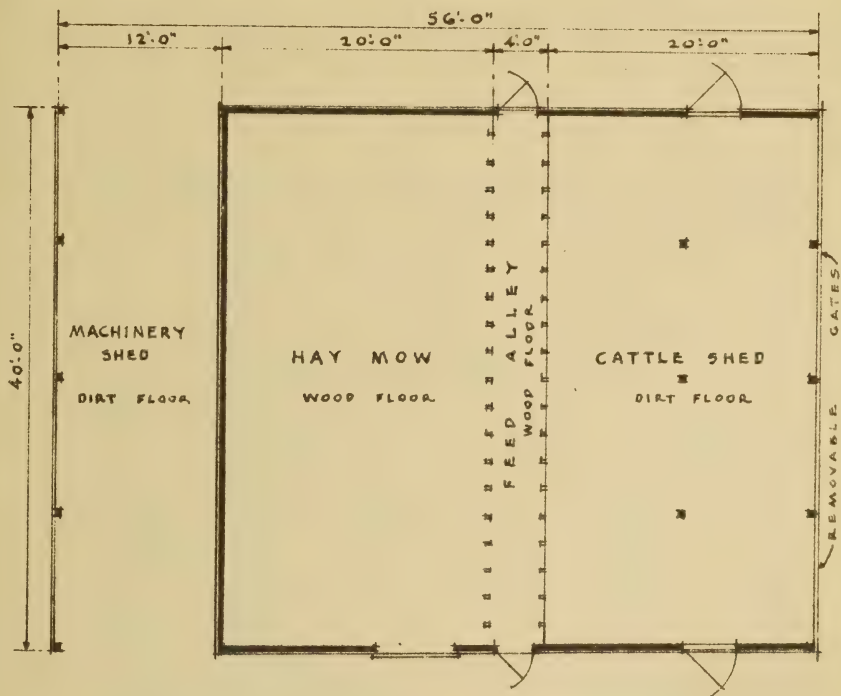 56'-0"
12'-0"
20'-0"
4'-0"
20'-0"
40'-0"
MACHINERY
SHED
DIRT FLOOR
HAY MOW
WOOD FLOOR
FEED ALLEY
WOOD FLOOR
CATTLE SHED
DIRT FLOOR
REMOVABLE GATES